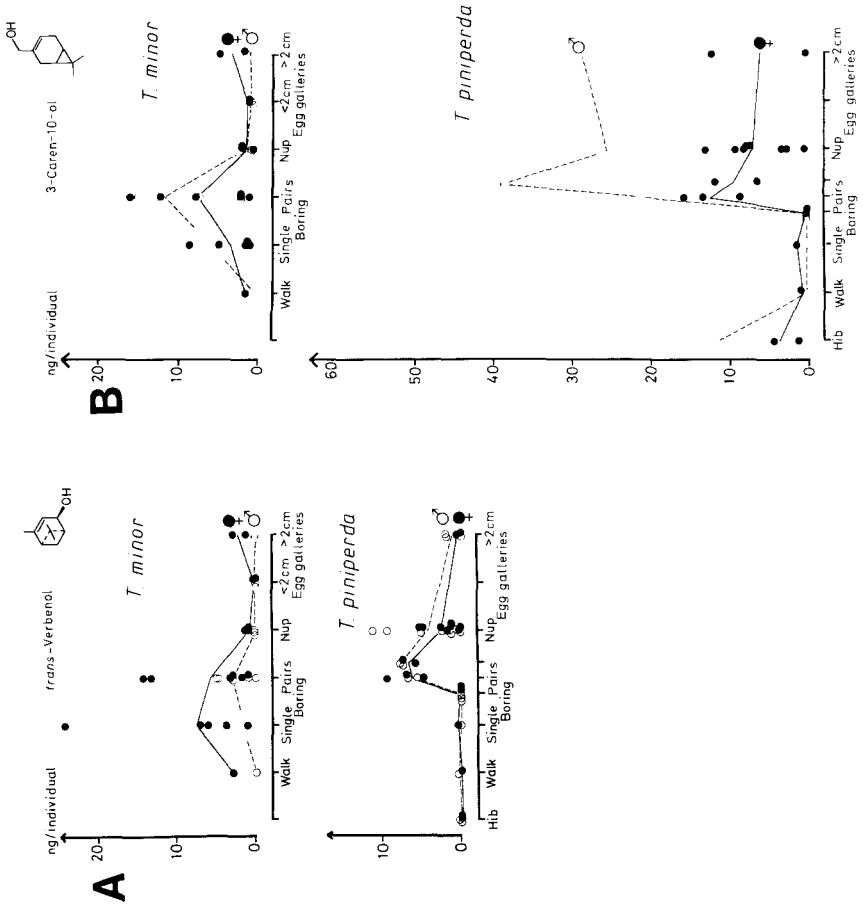 A
trans-Verbenol
OH
ng/individual
20
10
0
T. minor
♀
♂
Walk Single Pairs Nup <2cm >2cm
Boring Egg galleries
10
0
T. piniperda
♂
♀
Hib Walk Single Pairs Nup >2cm
Boring Egg galleries
B
3-Caren-10-ol
OH
ng/individual
20
10
0
T. minor
♀
♂
Walk Single Pairs Nup <2cm >2cm
Boring Egg galleries
60
50
40
30
20
10
0
T piniperda
♂
♀
Hib Walk Single Pairs Nup >2cm
Boring Egg galleries